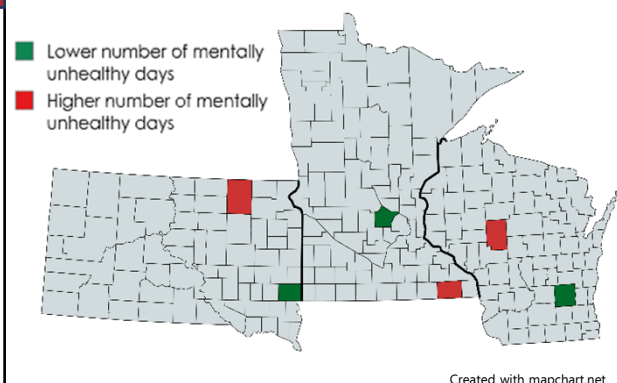 Lower number of mentally
unhealthy days
Higher number of mentally
unhealthy days
Created with mapchart.net